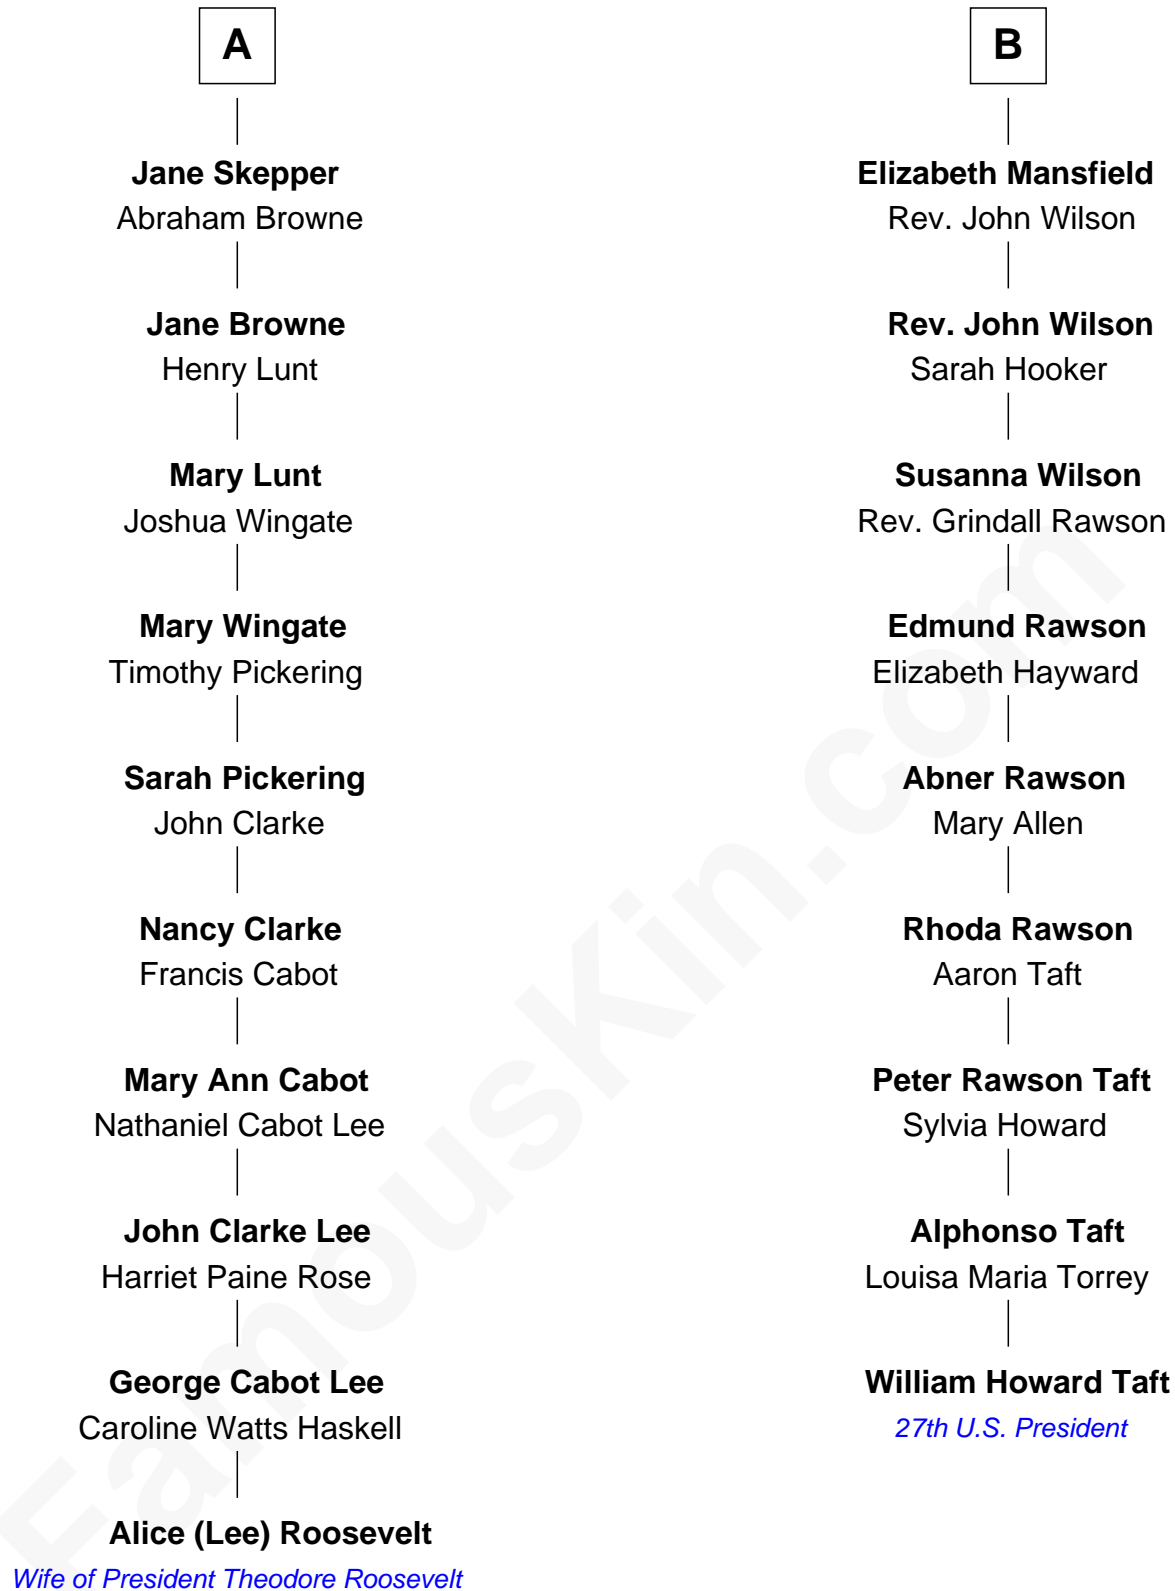 A
Jane Skepper
Abraham Browne
Jane Browne
Henry Lunt
Mary Lunt
Joshua Wingate
Mary Wingate
Timothy Pickering
Sarah Pickering
John Clarke
Nancy Clarke
Francis Cabot
Mary Ann Cabot
Nathaniel Cabot Lee
John Clarke Lee
Harriet Paine Rose
George Cabot Lee
Caroline Watts Haskell
Alice (Lee) Roosevelt
Wife of President Theodore Roosevelt
B
Elizabeth Mansfield
Rev. John Wilson
Rev. John Wilson
Sarah Hooker
Susanna Wilson
Rev. Grindall Rawson
Edmund Rawson
Elizabeth Hayward
Abner Rawson
Mary Allen
Rhoda Rawson
Aaron Taft
Peter Rawson Taft
Sylvia Howard
Alphonso Taft
Louisa Maria Torrey
William Howard Taft
27th U.S. President
FamousKin.com